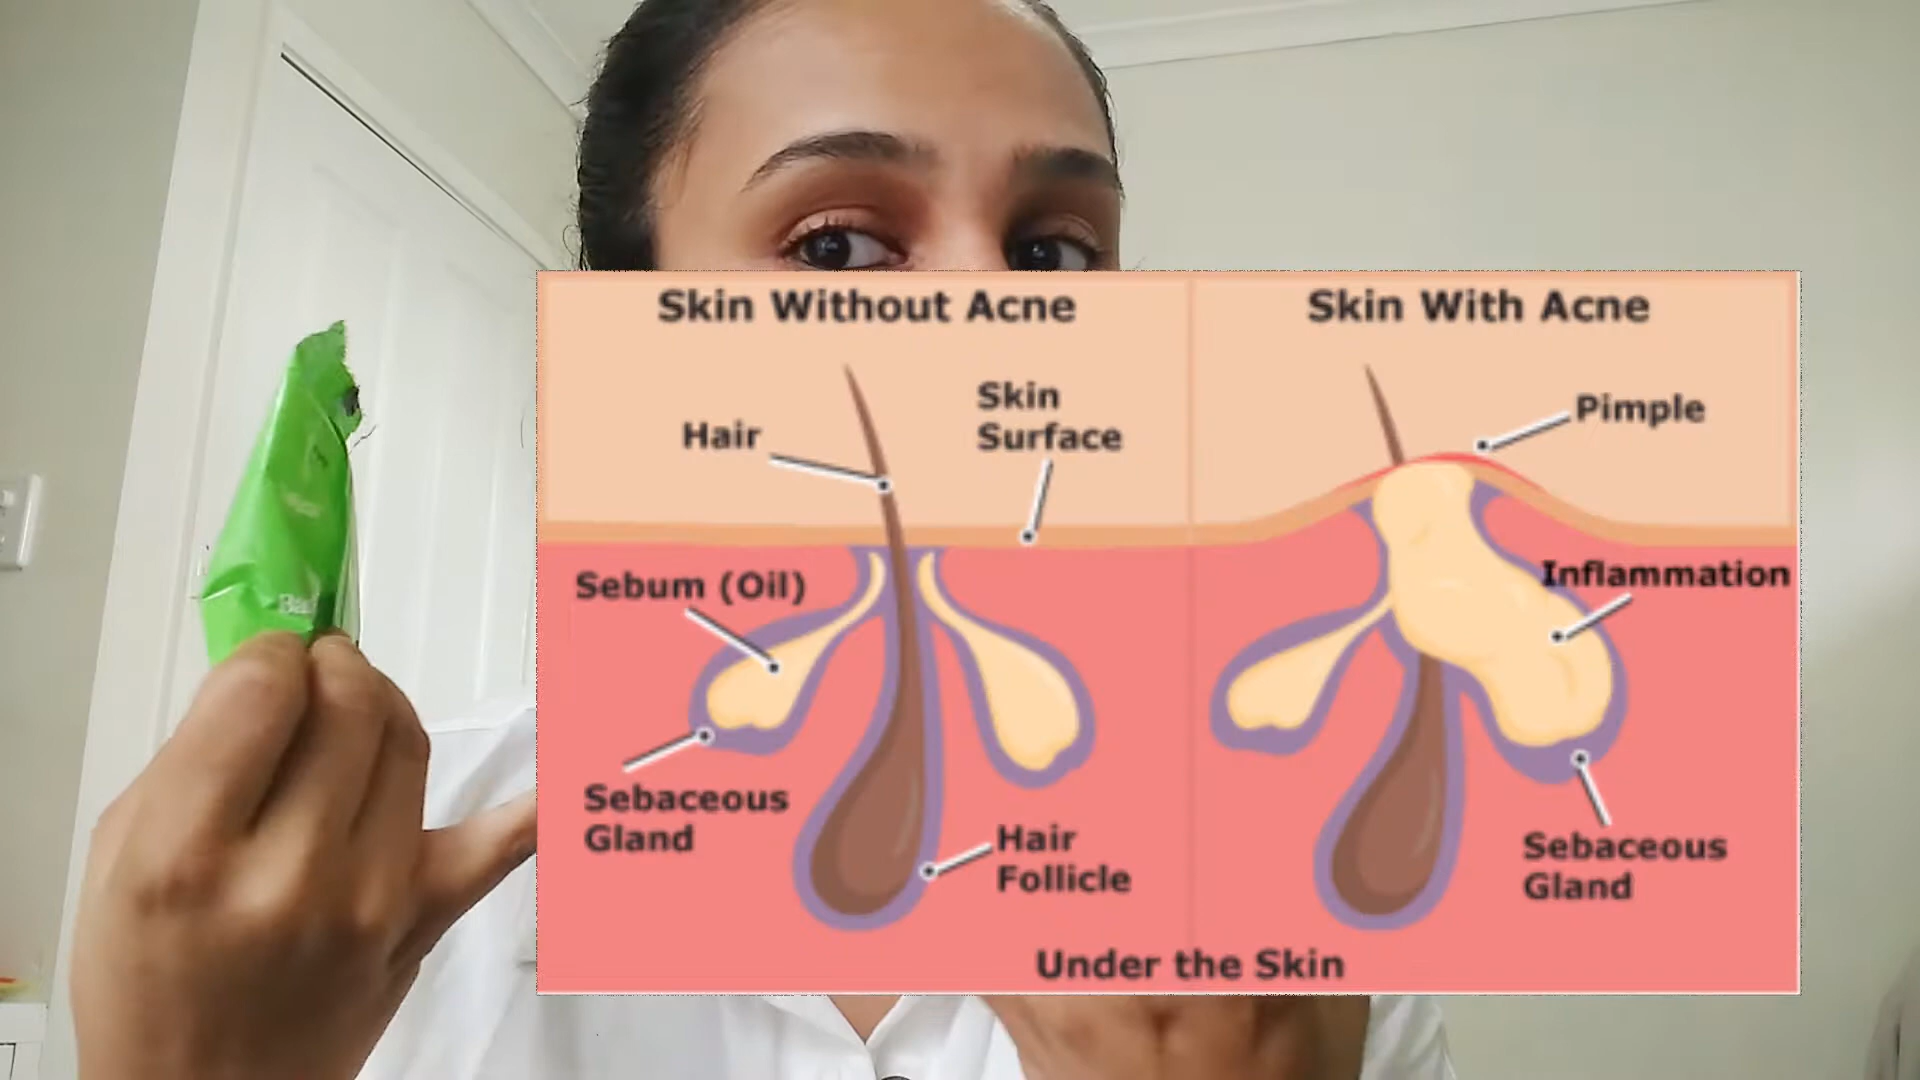 Skin Without Acne
Hair
Skin
Surface
Sebum (Oil)
Sebaceous
Gland
Hair
Follicle
Skin With Acne
Pimple
Inflammation
Sebaceous
Gland
Under the Skin